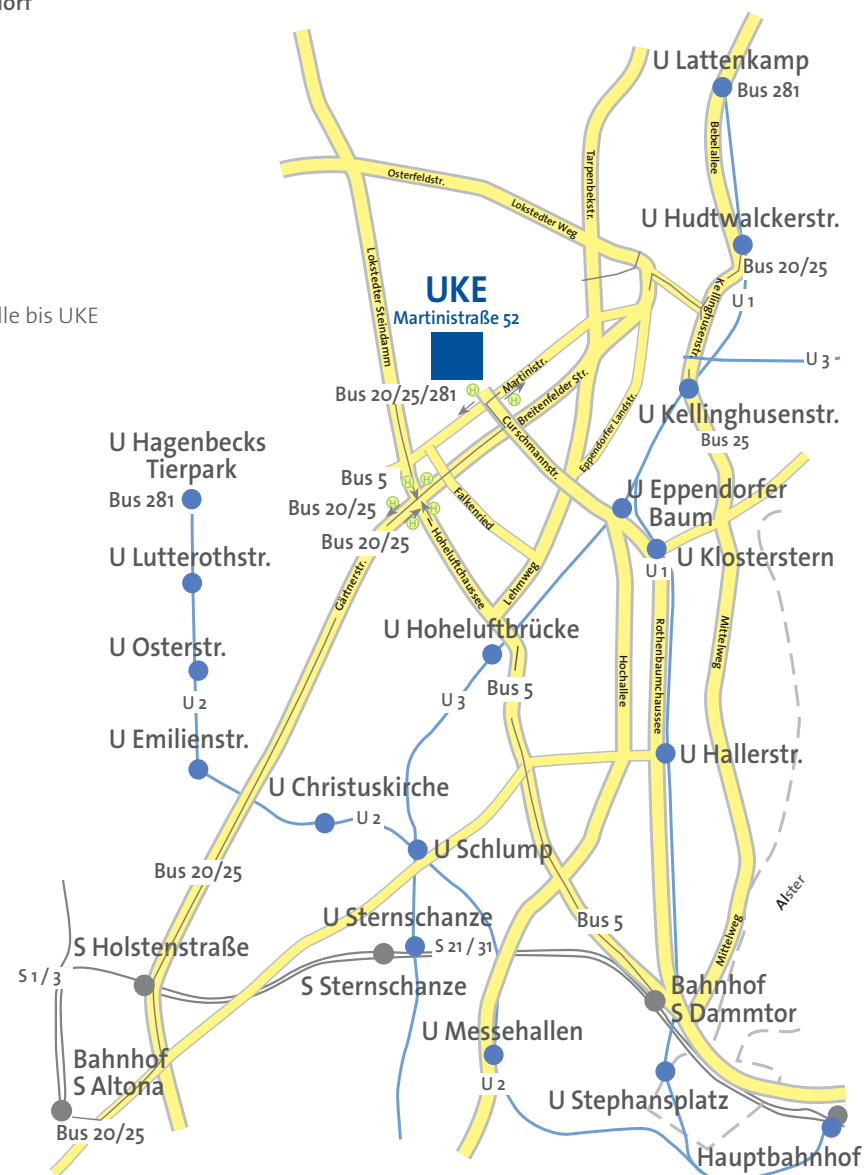 orf
U Lattenkamp
Bus 281
Bebelallee
Tarpenbekstr.
Osterfeldstr.
Lokstedter Weg
U Hudtwalckerstr.
Bus 20/25
Lokstedter Steindamm
UKE
Martinistraße 52
Kellinghusenstr.
U 1
lle bis UKE
U 3
Martinistr.
H
Bus 20/25/281
H
Breitenfelder Str.
U Kellinghusenstr.
Bus 25
Curschmannstr.
Eppendorfer Landstr.
U Hagenbecks
Tierpark
Bus 281
Bus 5
H
H
Bus 20/25
H
H
H
Bus 20/25
Falkenried
U Eppendorfer
Baum
U Klosterstern
U 1
U Lutterothstr.
Hoheluftchaussee
Gärtnerstr.
Lehmweg
U Hoheluftbrücke
Hochallee
Rothenbaumchaussee
Mittelweg
U Osterstr.
U 2
U 3
Bus 5
U Emilienstr.
U Hallerstr.
U Christuskirche
U 2
U Schlump
Bus 20/25
Alster
U Sternschanze
Bus 5
Mittelweg
S Holstenstraße
S 21 / 31
S 1 / 3
S Sternschanze
Bahnhof
S Dammtor
U Messehallen
Bahnhof
S Altona
U 2
U Stephansplatz
Bus 20/25
Hauptbahnhof